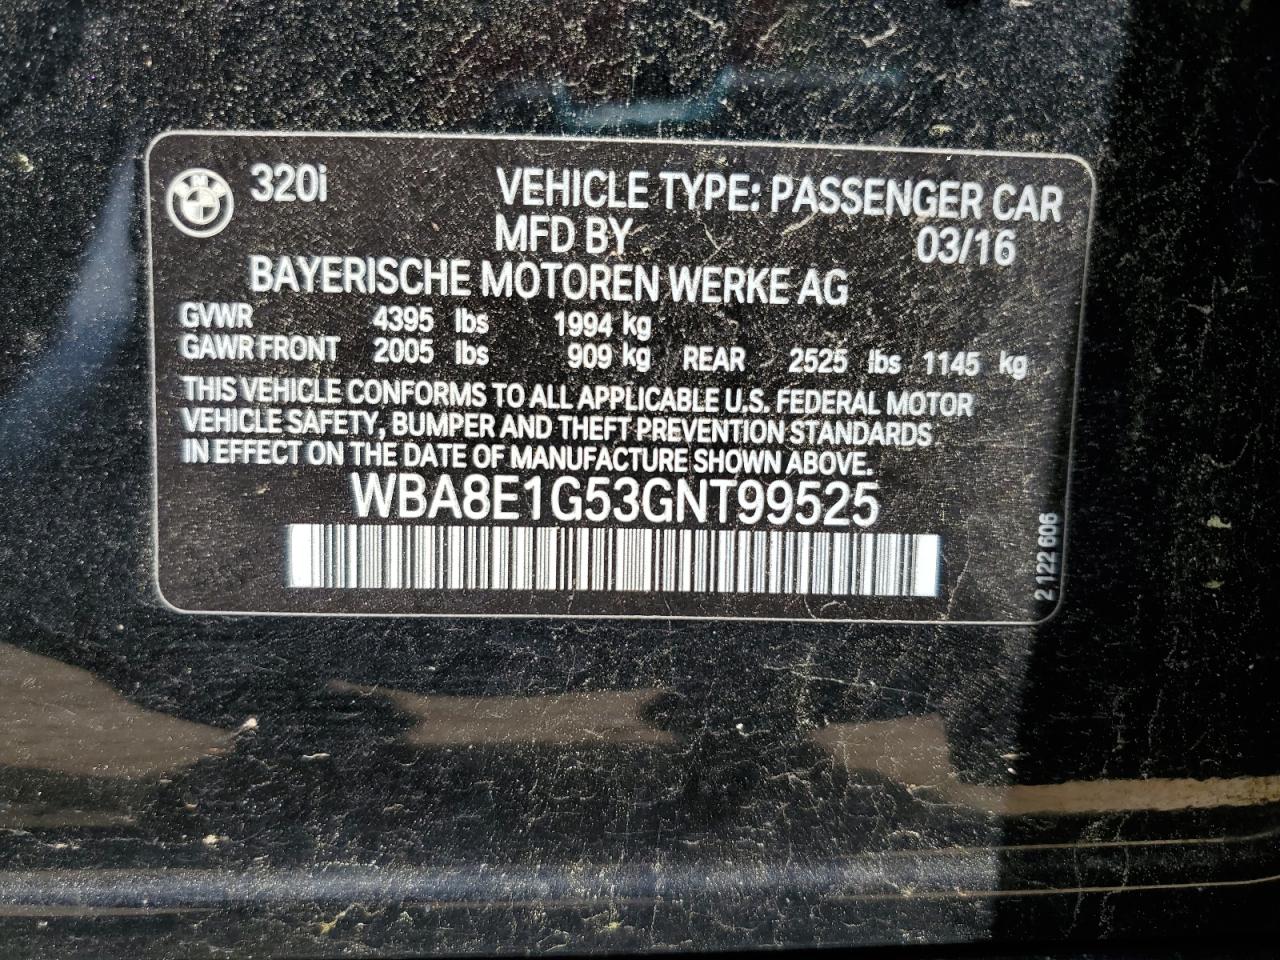 320i VEHICLE TYPE: PASSENGER CAR
MFD BY 03/16
BAYERISCHE MOTOREN WERKE AG
GVWR 4395 lbs 1994 kg
GAWR FRONT 2005 lbs 909 kg REAR 2525 lbs 1145 kg
THIS VEHICLE CONFORMS TO ALL APPLICABLE U.S. FEDERAL MOTOR
VEHICLE SAFETY, BUMPER AND THEFT PREVENTION STANDARDS
IN EFFECT ON THE DATE OF MANUFACTURE SHOWN ABOVE.
WBA8E1G53GNT99525
2 122 606